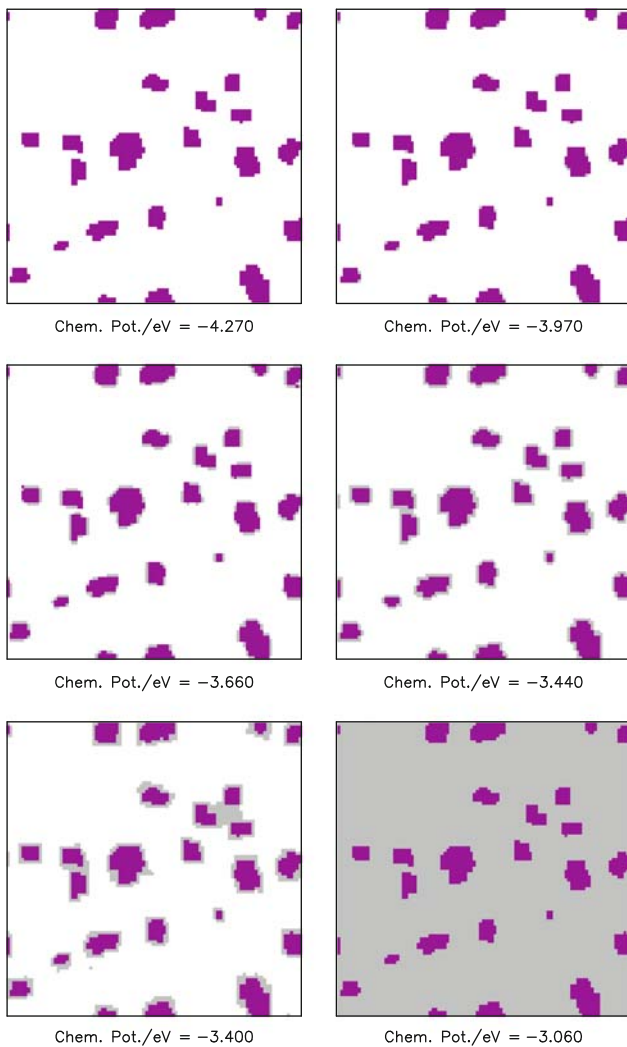 Chem. Pot./eV = −4.270
Chem. Pot./eV = −3.970
Chem. Pot./eV = −3.660
Chem. Pot./eV = −3.440
Chem. Pot./eV = −3.400
Chem. Pot./eV = −3.060